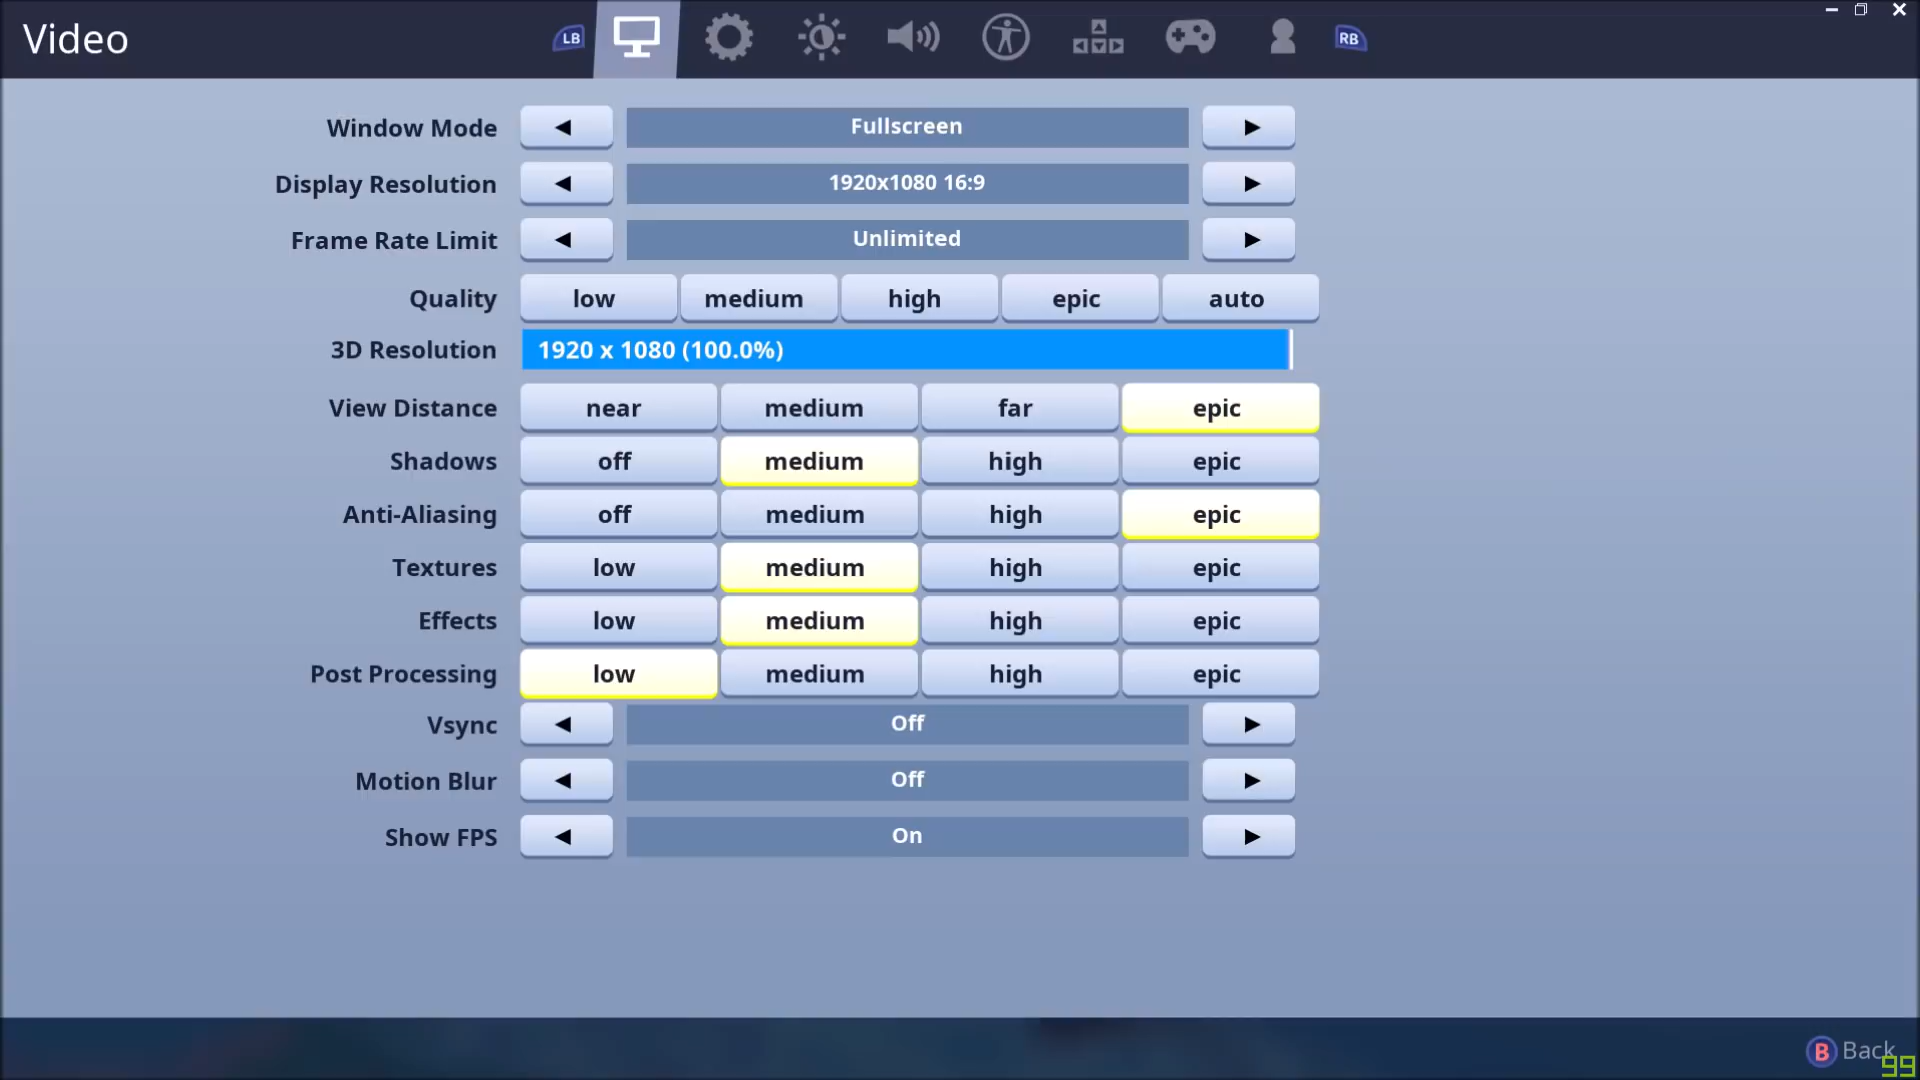 Video
LB
RB
Window Mode Fullscreen
Display Resolution 1920x1080 16:9
Frame Rate Limit Unlimited
Quality low medium high epic auto
3D Resolution 1920 x 1080 (100.0%)
View Distance near medium far epic
Shadows off medium high epic
Anti-Aliasing off medium high epic
Textures low medium high epic
Effects low medium high epic
Post Processing low medium high epic
Vsync Off
Motion Blur Off
Show FPS On
B Back
99